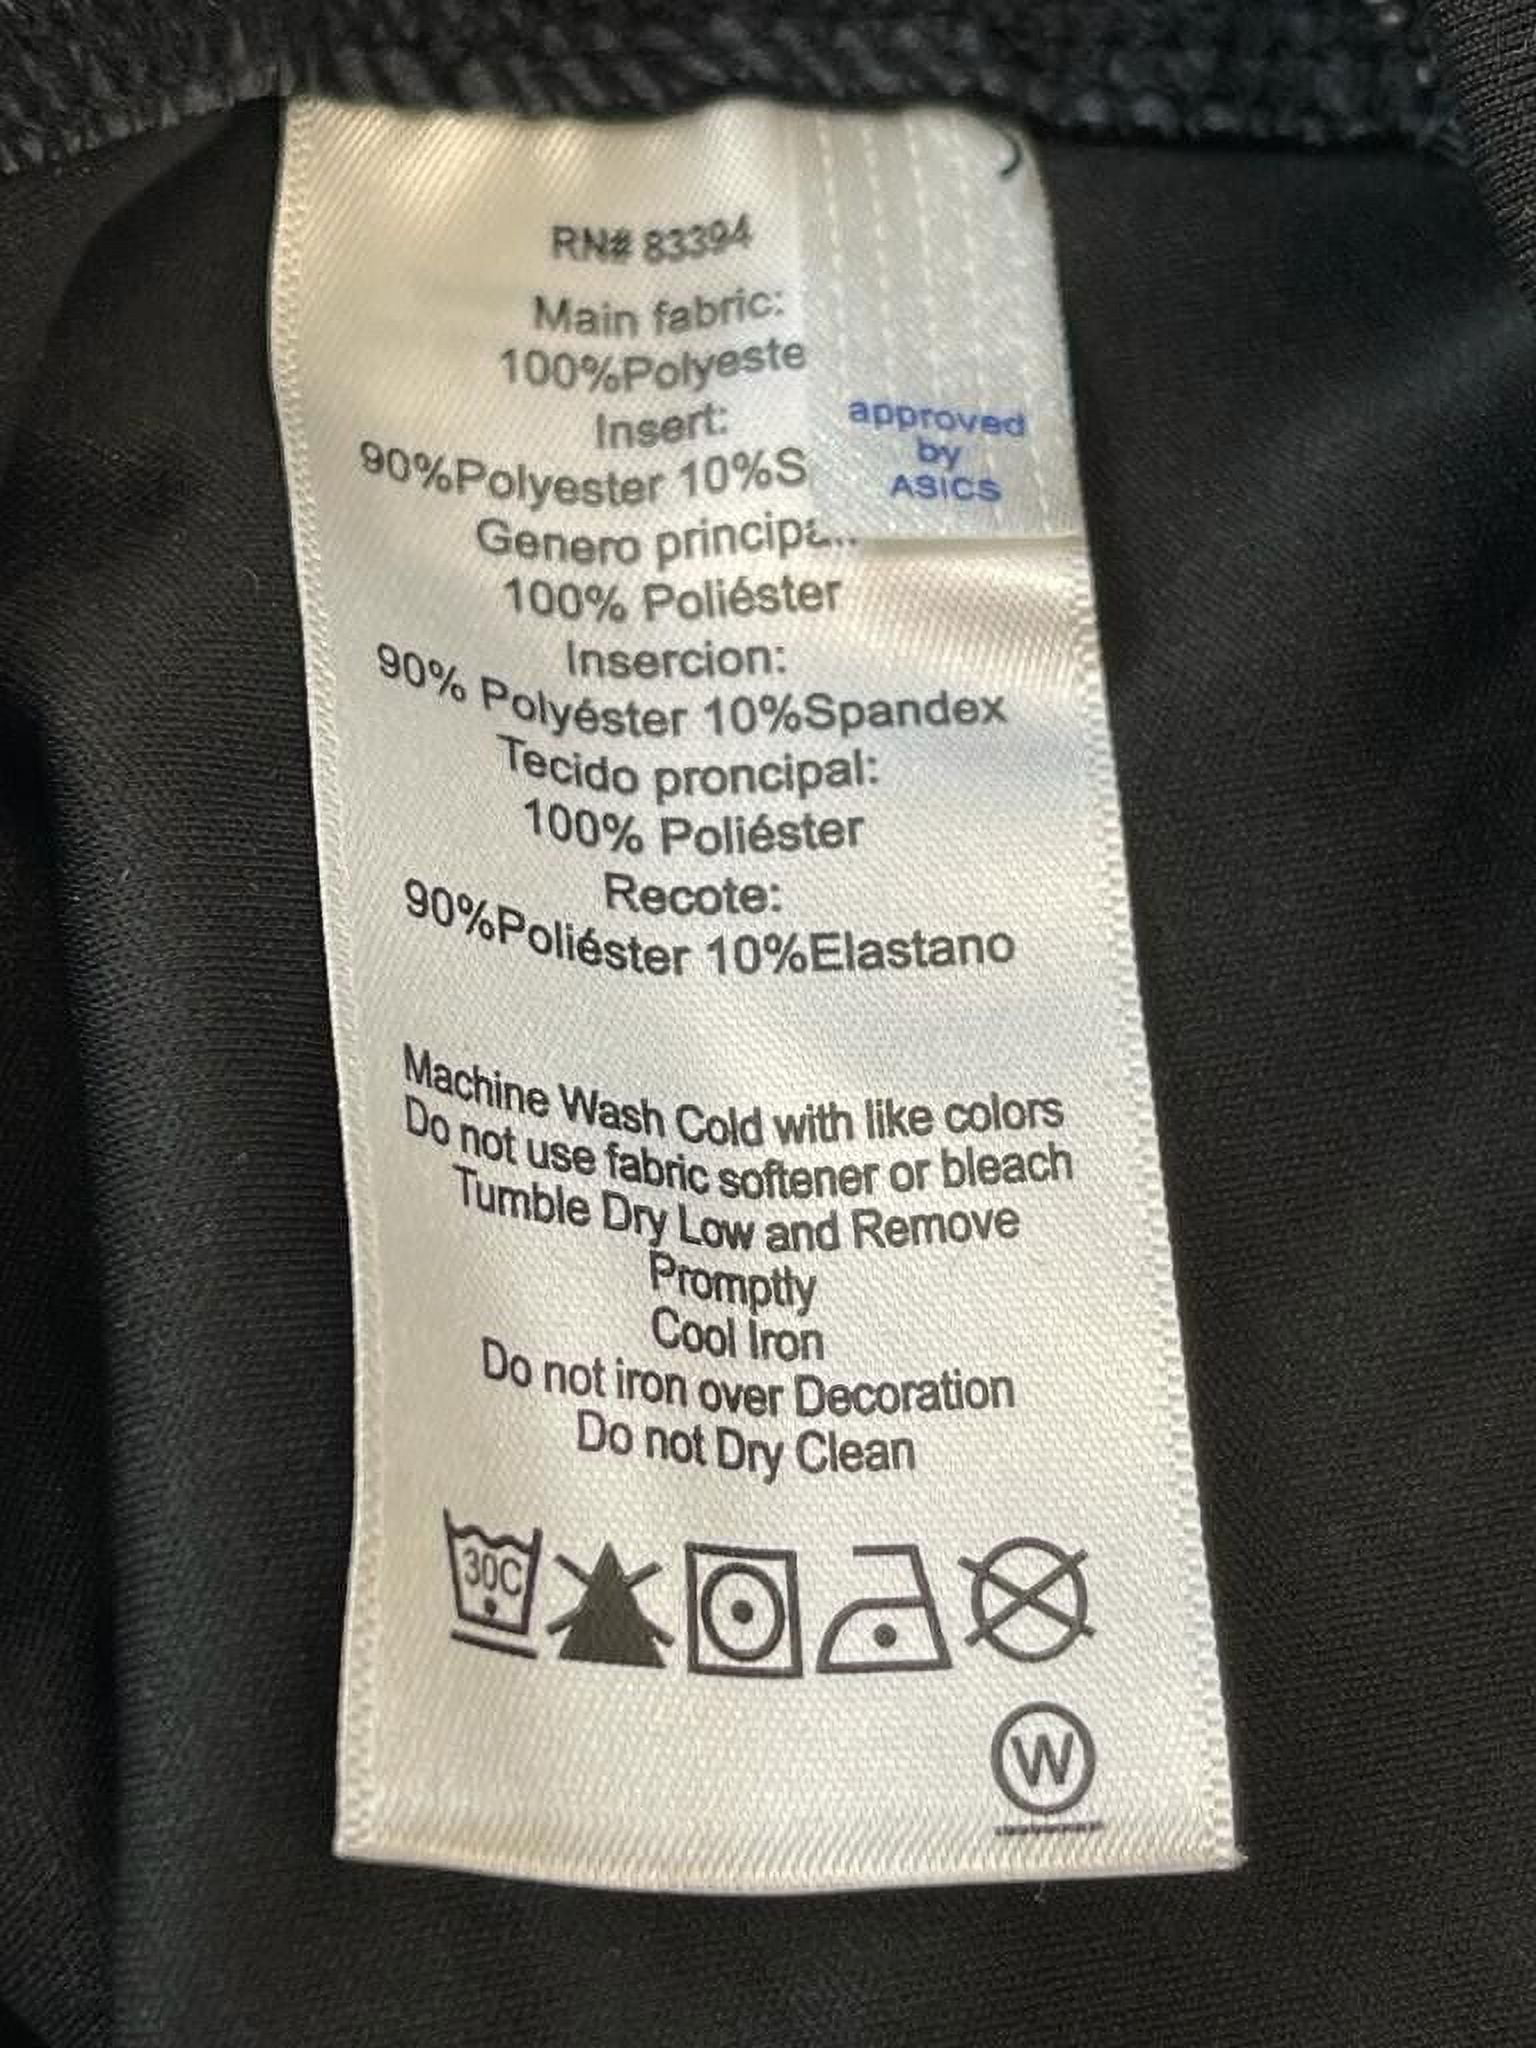 RN# 83394
Main fabric:
100%Polyeste
Insert:
90%Polyester 10%S
approved
by
ASICS
Genero
100% Poliéster
Insercion:
90% Polyéster 10%Spandex
Tecido proncipal:
100% Poliéster
Recote:
90%Poliéster 10%Elastano
Machine Wash Cold with like colors
Do not use fabric softener or bleach
Tumble Dry Low and Remove
Promptly
Cool Iron
Do not iron over Decoration
Do not Dry Clean
30C
W